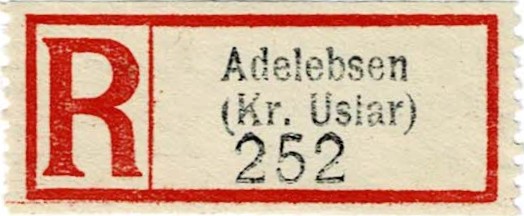 R
Adelebsen
(Kr. Uslar)
252